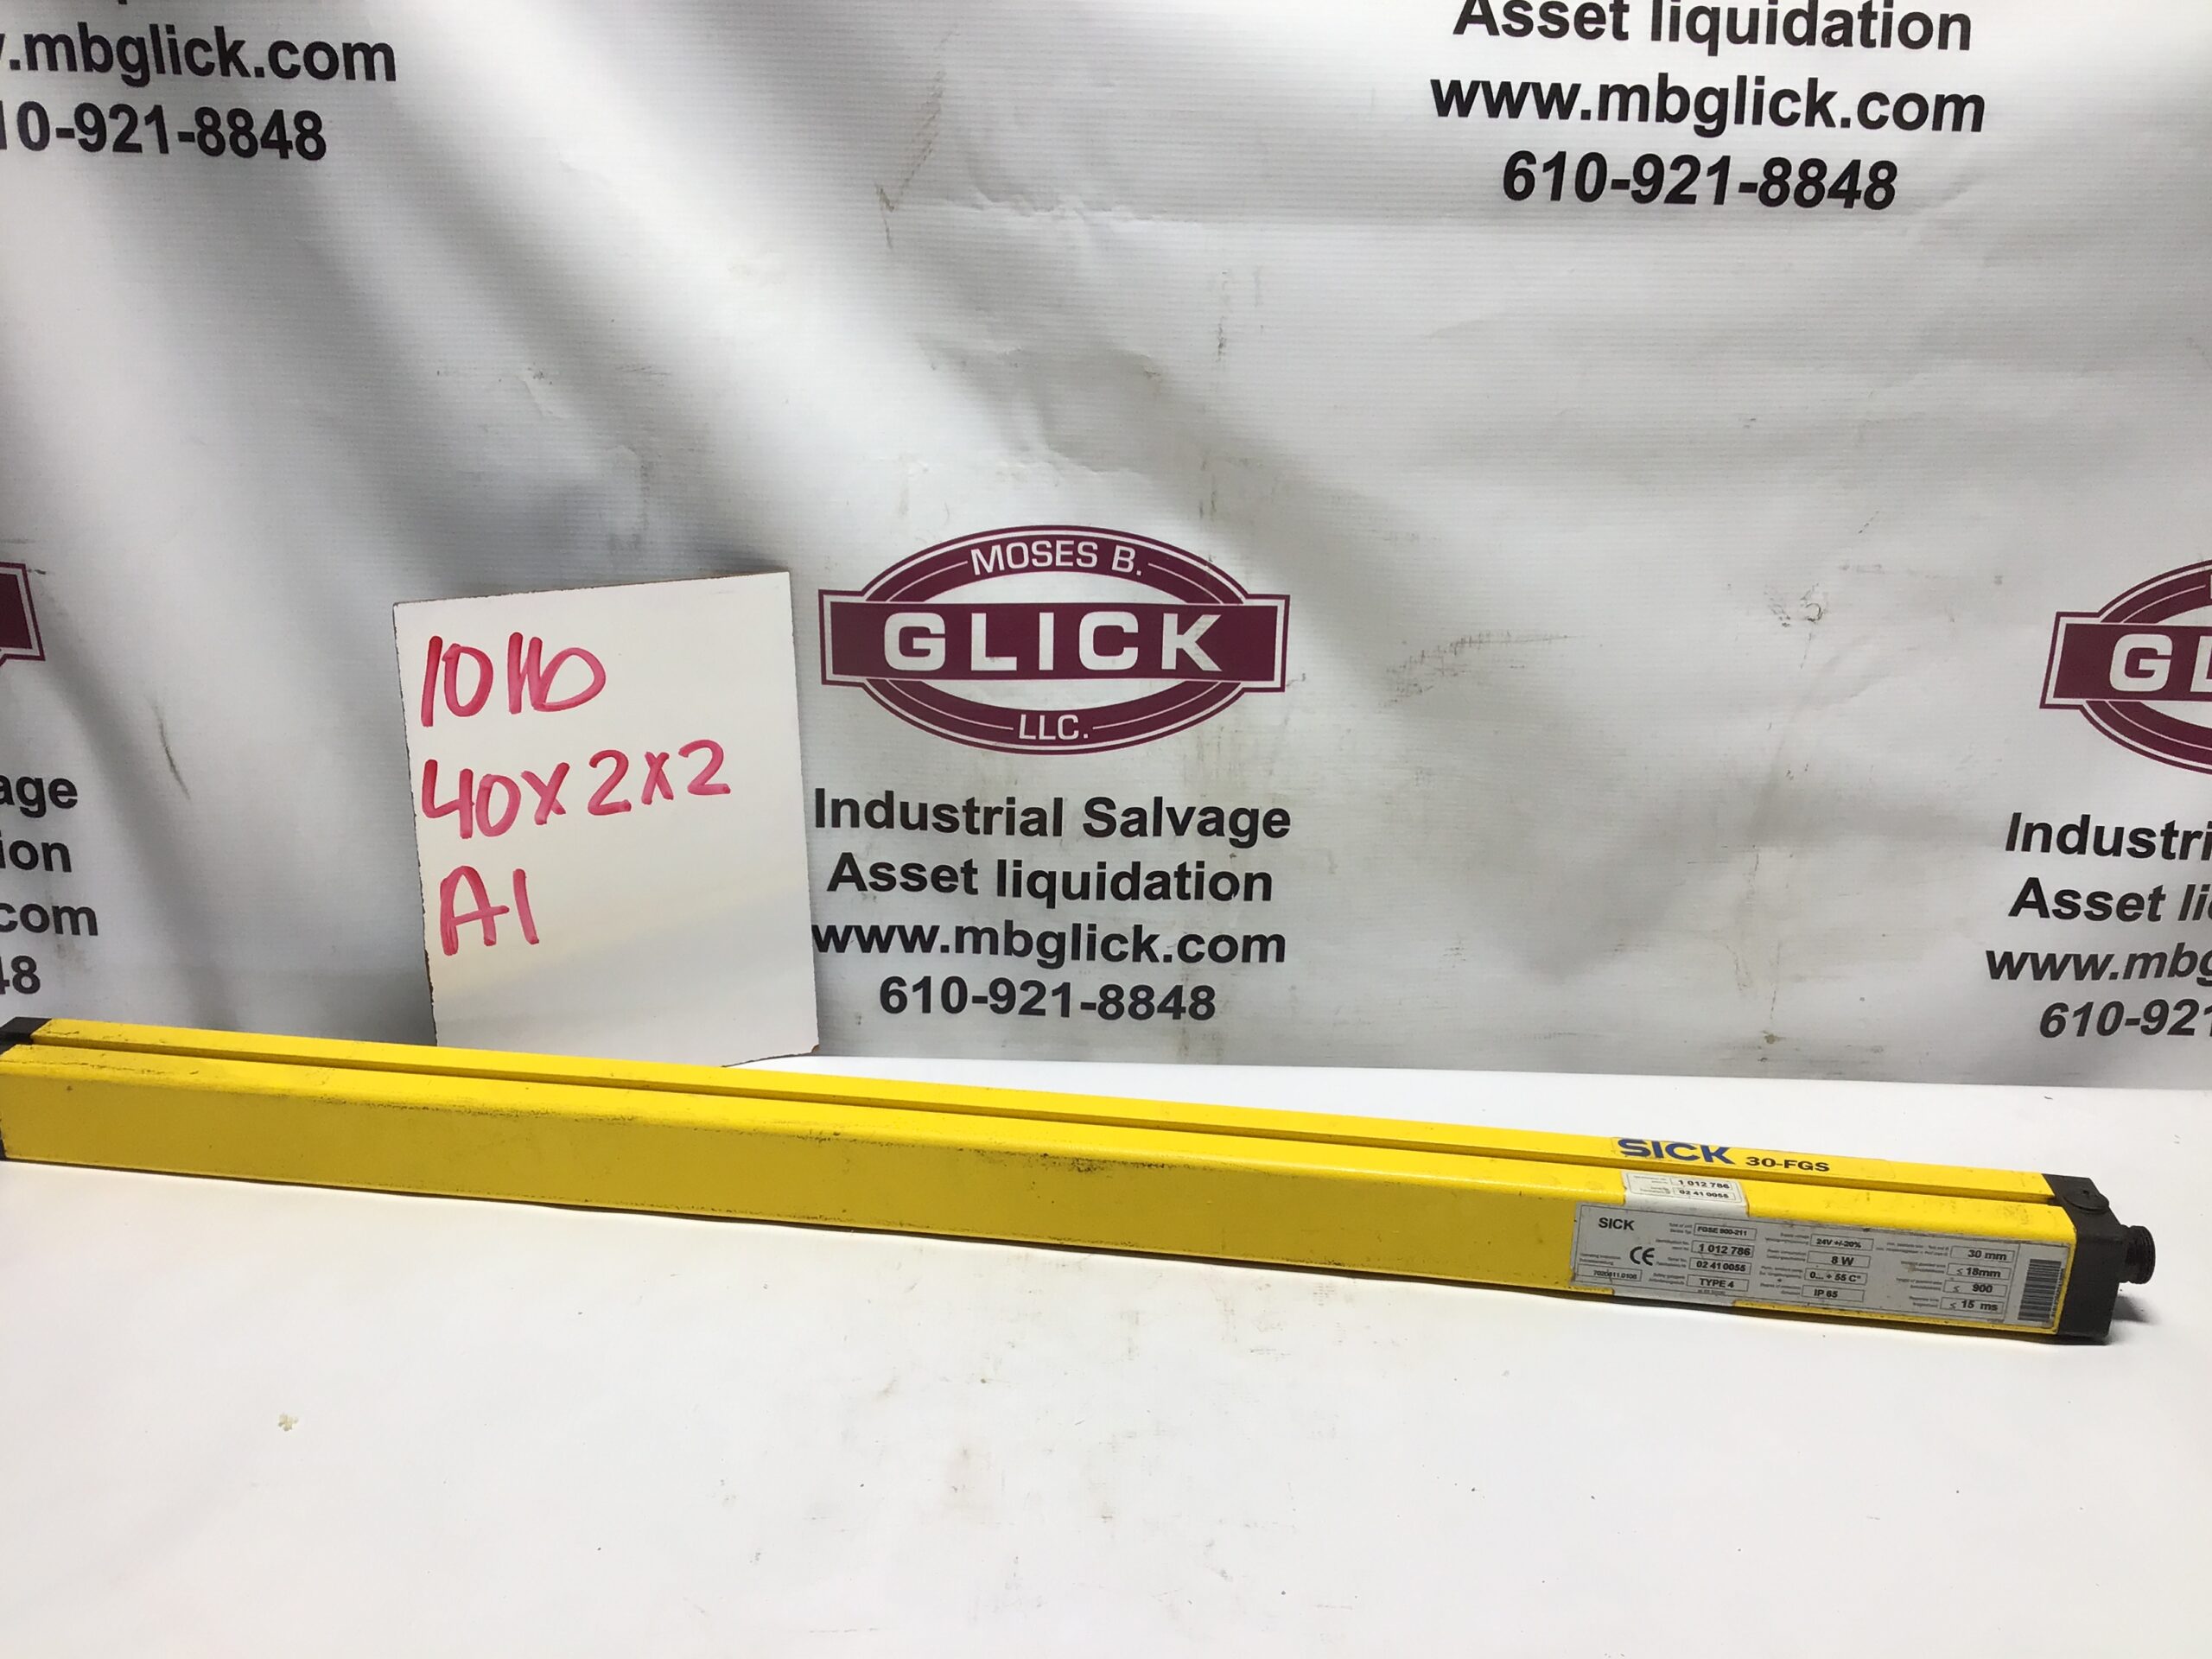 .mbglick.com
10-921-8848
Asset liquidation
www.mbglick.com
610-921-8848
MOSES B.
GLICK
LLC.
Industrial Salvage
Asset liquidation
www.mbglick.com
610-921-8848
age
ion
com
48
GL
Industri
Asset li
www.mbg
610-921
10 lb
40x2x2
A1
SICK 30-FGS
1 012 786
02 41 0055
SICK
CE
FGSE 900-211
1 012 786
02 41 0055
TYPE 4
24V +/-20%
8 W
0... + 55 C°
IP 65
30 mm
≤ 18mm
≤ 900
≤ 15 ms